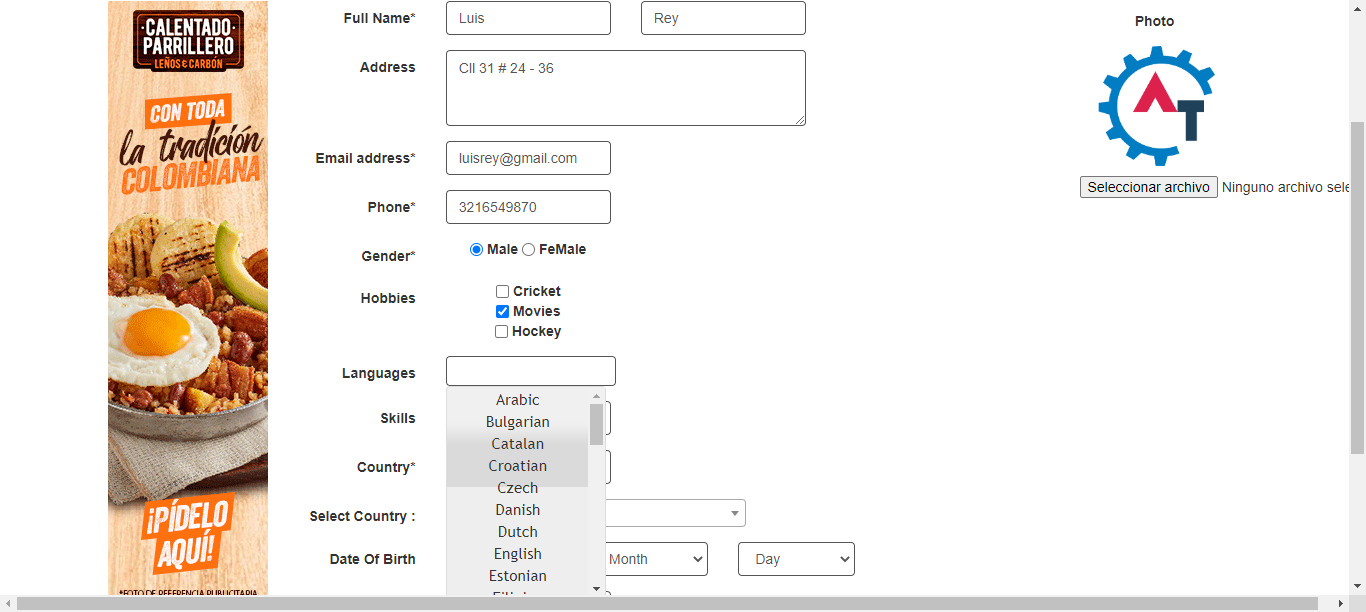 CALENTADO
PARRILLERO
LEÑOS & CARBÓN
CON TODA
la tradición
COLOMBIANA
¡PÍDELO
AQUÍ!
*FOTO DE REFERENCIA PUBLICITARIA
Full Name* Luis Rey
Address Cll 31 # 24 - 36
Email address* luisrey@gmail.com
Phone* 3216549870
Gender* Male FeMale
Hobbies Cricket
Movies
Hockey
Languages
Arabic
Bulgarian
Skills
Catalan
Croatian
Country*
Czech
Danish
Select Country :
Dutch
English
Date Of Birth Month Day
Estonian
Photo
AT
Seleccionar archivo Ninguno archivo sele